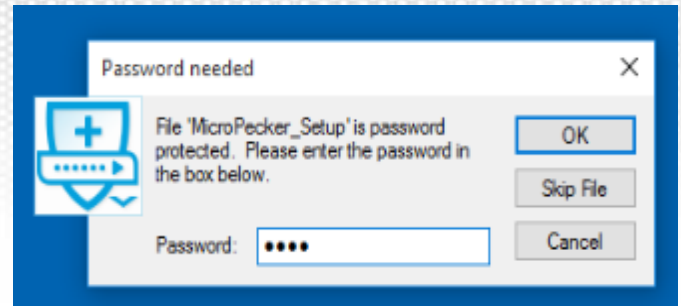 Password needed
File 'MicroPecker_Setup' is password
protected. Please enter the password in
the box below.
OK
Skip File
Password: ●●●●
Cancel